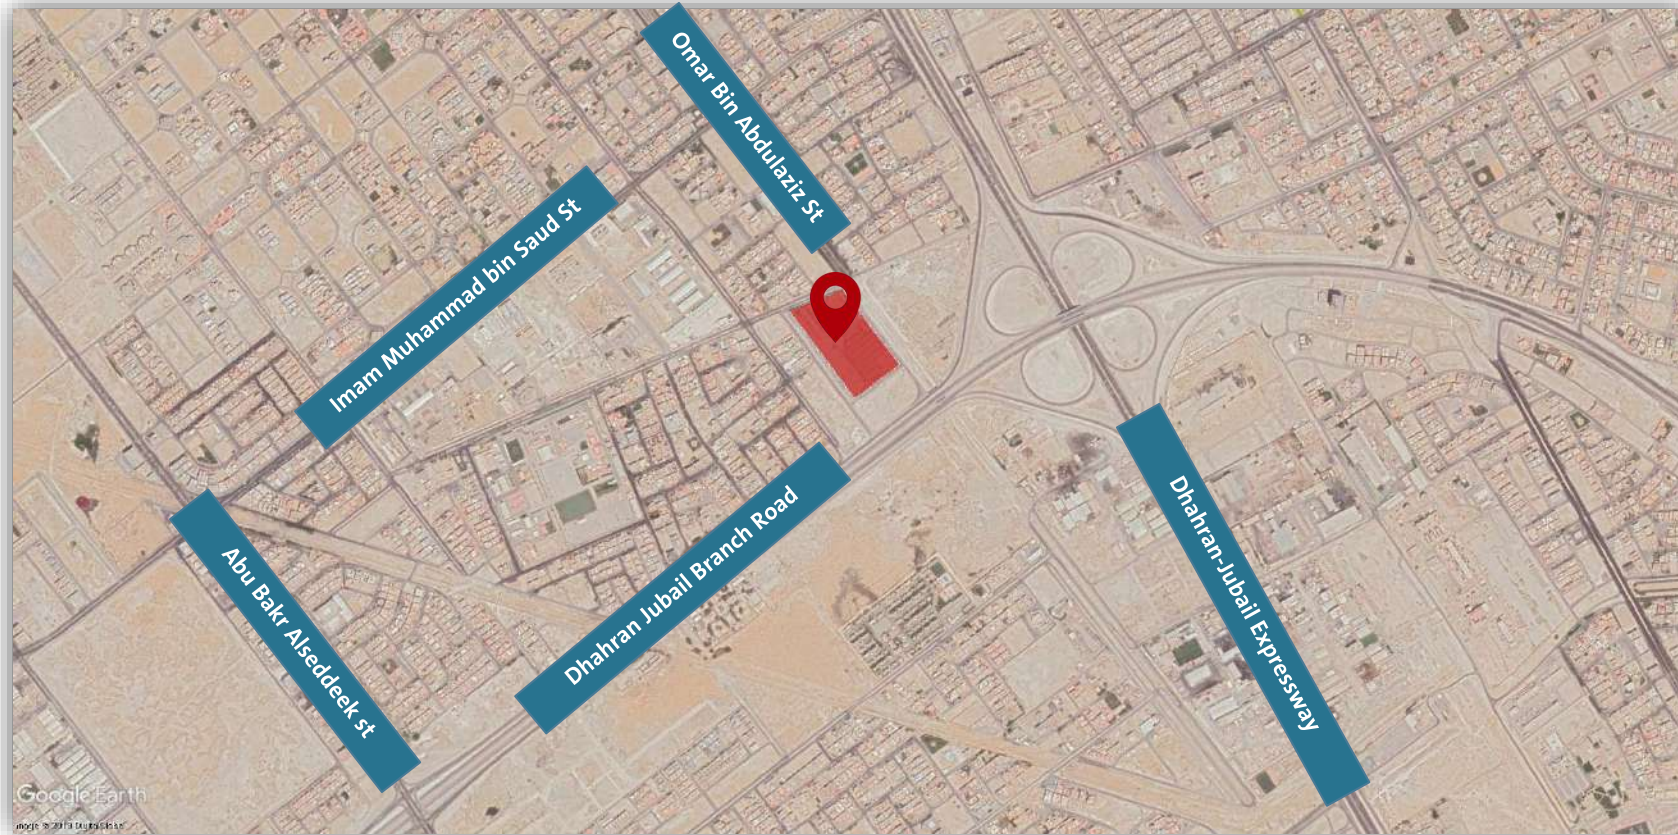 Omar Bin Abdulaziz St
Imam Muhammad bin Saud St
Dhahran Jubail Branch Road
Dhahran-Jubail Expressway
Abu Bakr Alseddeek st
Google Earth